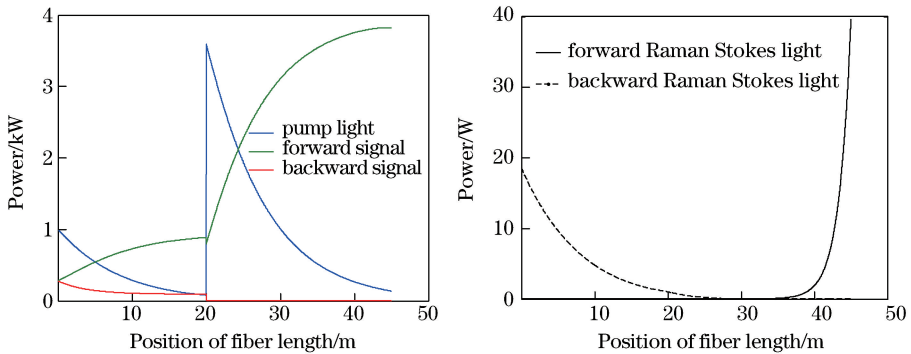 4
3
2
1
0
10
20
30
40
50
Power/kW
Position of fiber length/m
pump light
forward signal
backward signal
40
30
20
10
0
10
20
30
40
50
Power/W
Position of fiber length/m
forward Raman Stokes light
backward Raman Stokes light